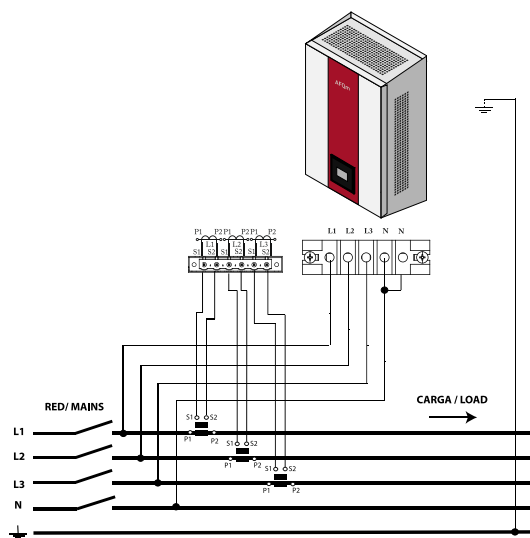 AFQm
P1 P2 P1 P2 P1 P2
L1 L2 L3
S1 S2 S1 S2 S1 S2
L1 L2 L3 N N
RED/ MAINS
CARGA / LOAD
L1
S1 S2
P1 P2
L2
S1 S2
P1 P2
L3
S1 S2
P1 P2
N